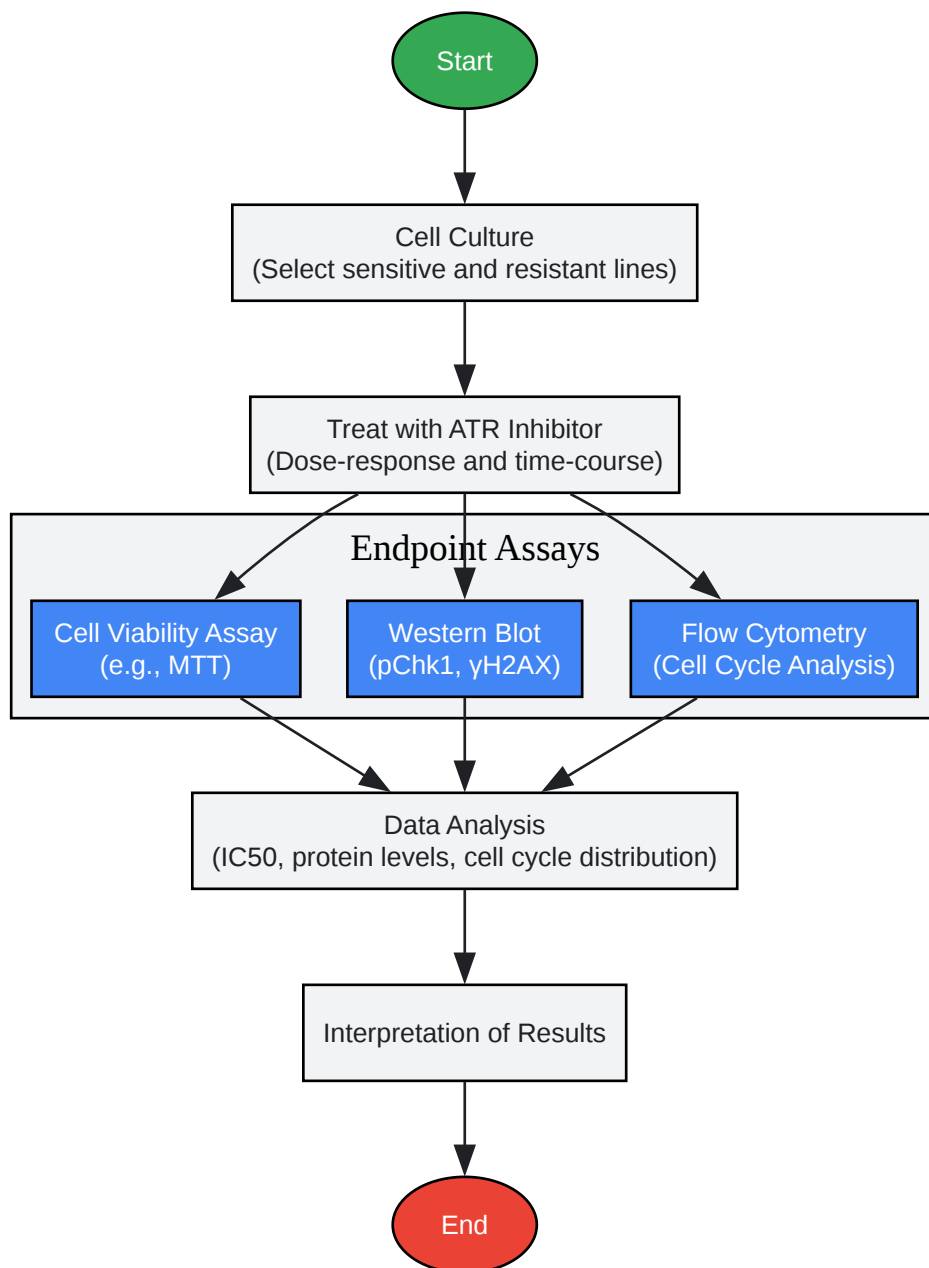 Start
Cell Culture
(Select sensitive and resistant lines)
Treat with ATR Inhibitor
(Dose-response and time-course)
Endpoint Assays
Cell Viability Assay
(e.g., MTT)
Western Blot
(pChk1, γH2AX)
Flow Cytometry
(Cell Cycle Analysis)
Data Analysis
(IC50, protein levels, cell cycle distribution)
Interpretation of Results
End